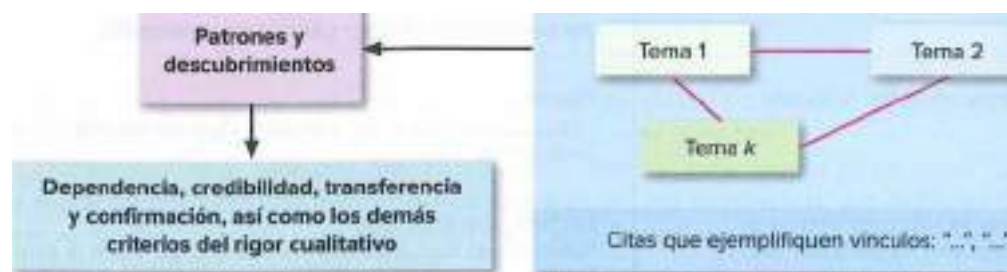 Patrones y
descubrimientos
Tema 1
Tema 2
Tema k
Dependencia, credibilidad, transferencia
y confirmación, así como los demás
criterios del rigor cualitativo
Citas que ejemplifiquen vínculos: "...", "..."